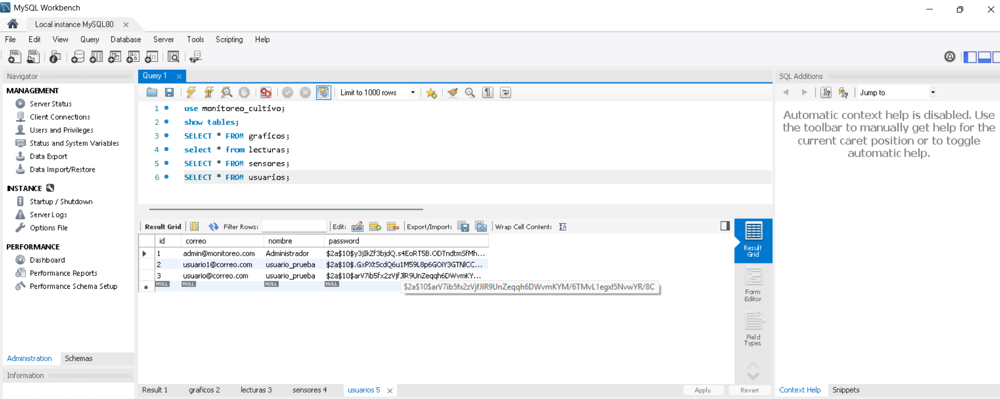 MySQL Workbench
Local instance MySQL80
File Edit View Query Database Server Tools Scripting Help
Navigator
MANAGEMENT
Server Status
Client Connections
Users and Privileges
Status and System Variables
Data Export
Data Import/Restore
INSTANCE
Startup / Shutdown
Server Logs
Options File
PERFORMANCE
Dashboard
Performance Reports
Performance Schema Setup
Administration Schemas
Information
Query 1
Limit to 1000 rows
1 use monitoreo_cultivo;
2 show tables;
3 SELECT * FROM graficos;
4 select * from lecturas;
5 SELECT * FROM sensores;
6 SELECT * FROM usuarios;
Result Grid Filter Rows: Edit: Export/Import: Wrap Cell Content:
id correo nombre password
1 admin@monitoreo.com Administrador $2a$10$y3jIkZf3bjdQ.s4EoRT5B.ODTndtmSfMh...
2 usuario1@correo.com usuario_prueba $2a$10$.GxPXtScdQ6u1M59L8p6GOiY3GTNlCC...
3 usuario@correo.com usuario_prueba $2a$10$arV7ib5fx2zVjfJlR9UnZeqqh6DWvmKY...
NULL NULL NULL NULL
$2a$10$arV7ib5fx2zVjfJlR9UnZeqqh6DWvmKYM/6TMvL1egxI5NvwYR/8C
Result
Grid
Form
Editor
Field
Types
Result 1 graficos 2 lecturas 3 sensores 4 usuarios 5
Apply Revert
SQL Additions
Jump to
Automatic context help is disabled. Use
the toolbar to manually get help for the
current caret position or to toggle
automatic help.
Context Help Snippets